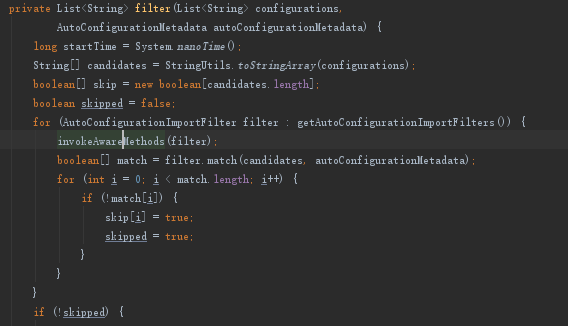 private List<String> filter(List<String> configurations,
        AutoConfigurationMetadata autoConfigurationMetadata) {
    long startTime = System.nanoTime();
    String[] candidates = StringUtils.toStringArray(configurations);
    boolean[] skip = new boolean[candidates.length];
    boolean skipped = false;
    for (AutoConfigurationImportFilter filter : getAutoConfigurationImportFilters()) {
        invokeAwareMethods(filter);
        boolean[] match = filter.match(candidates, autoConfigurationMetadata);
        for (int i = 0; i < match.length; i++) {
            if (!match[i]) {
                skip[i] = true;
                skipped = true;
            }
        }
    }
    if (!skipped) {